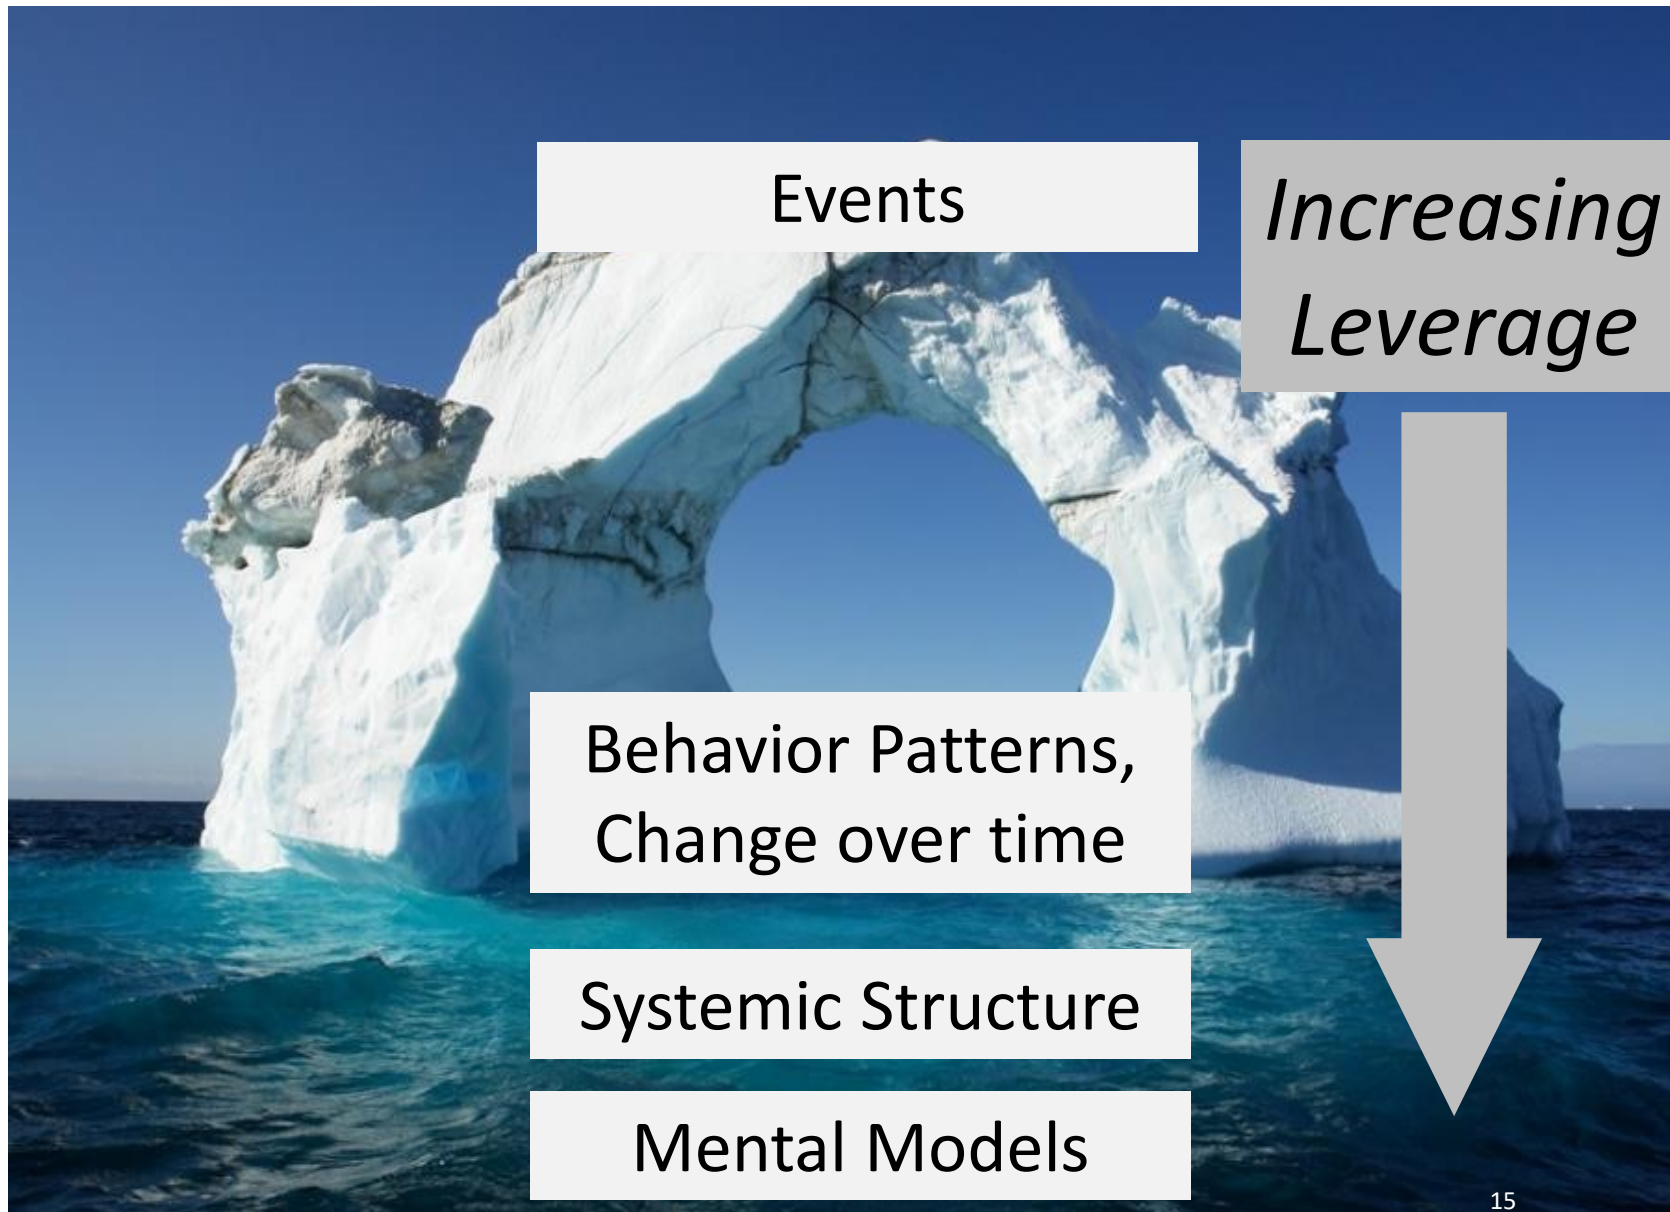 Events
Increasing
Leverage
Behavior Patterns,
Change over time
Systemic Structure
Mental Models
15